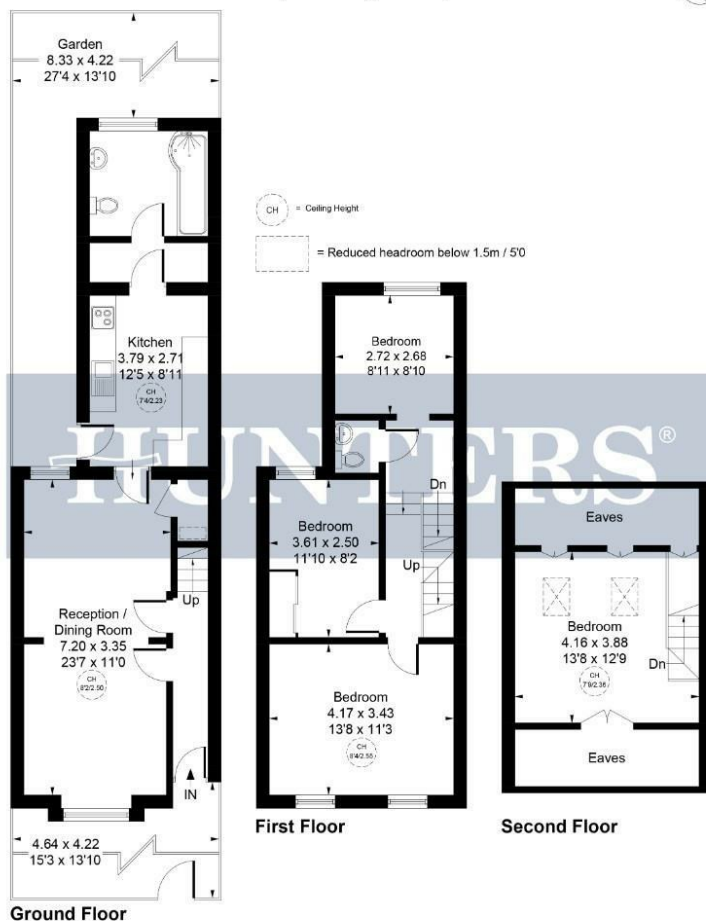 Garden
8.33 x 4.22
27'4 x 13'10
CH = Ceiling Height
= Reduced headroom below 1.5m / 5'0
Kitchen
3.79 x 2.71
12'5 x 8'11
CH
7'4/2.23
HUNTERS®
Reception /
Dining Room
7.20 x 3.35
23'7 x 11'0
CH
8'2/2.50
Up
IN
4.64 x 4.22
15'3 x 13'10
Ground Floor
Bedroom
2.72 x 2.68
8'11 x 8'10
Dn
Bedroom
3.61 x 2.50
11'10 x 8'2
Up
Bedroom
4.17 x 3.43
13'8 x 11'3
CH
8'4/2.55
First Floor
Eaves
Bedroom
4.16 x 3.88
13'8 x 12'9
CH
7'9/2.36
Dn
Eaves
Second Floor